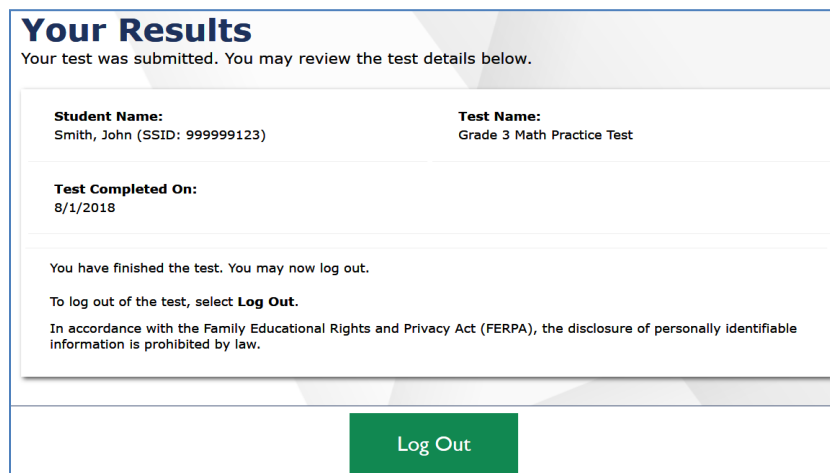 Your Results
Your test was submitted. You may review the test details below.
Student Name:
Smith, John (SSID: 999999123)
Test Name:
Grade 3 Math Practice Test
Test Completed On:
8/1/2018
You have finished the test. You may now log out.
To log out of the test, select Log Out.
In accordance with the Family Educational Rights and Privacy Act (FERPA), the disclosure of personally identifiable
information is prohibited by law.
Log Out